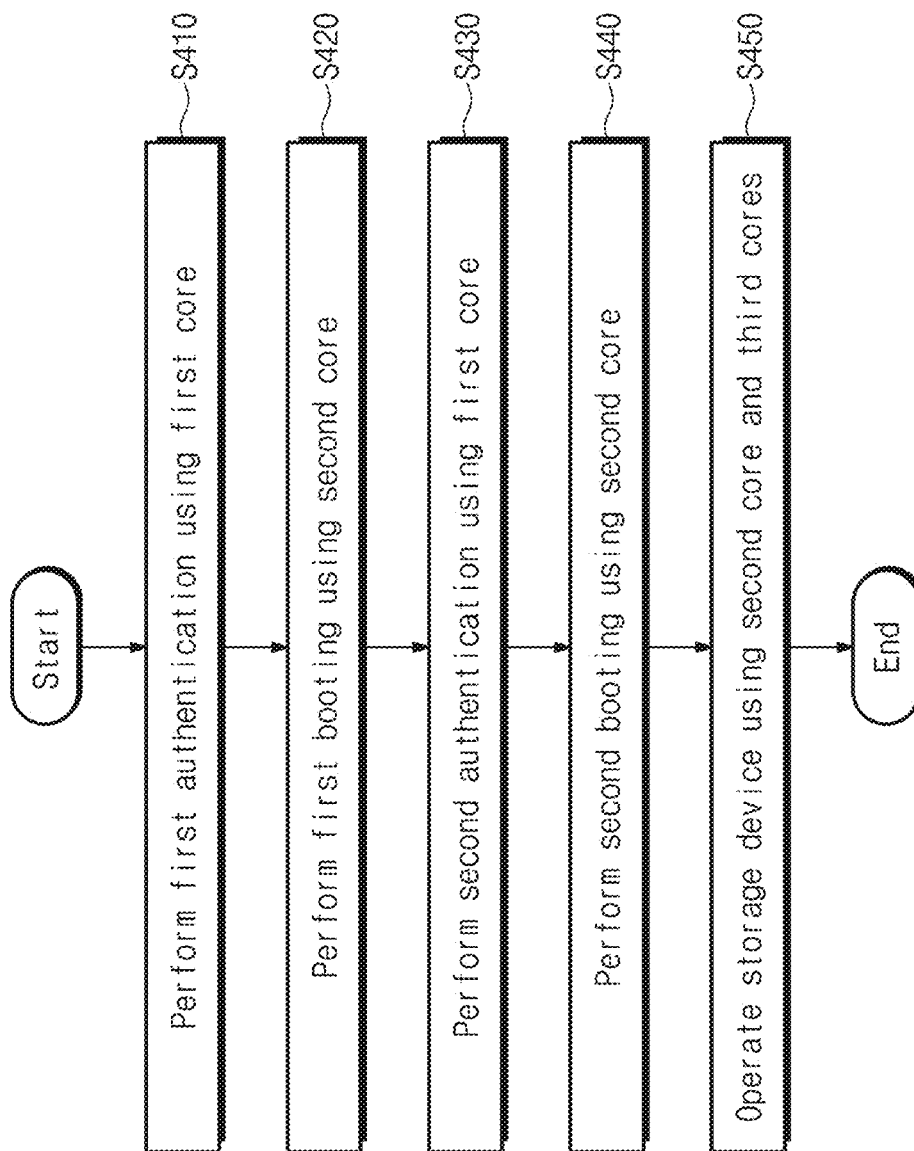 Start
Perform first authentication using first core
S410
Perform first booting using second core
S420
Perform second authentication using first core
S430
Perform second booting using second core
S440
Operate storage device using second core and third cores
S450
End